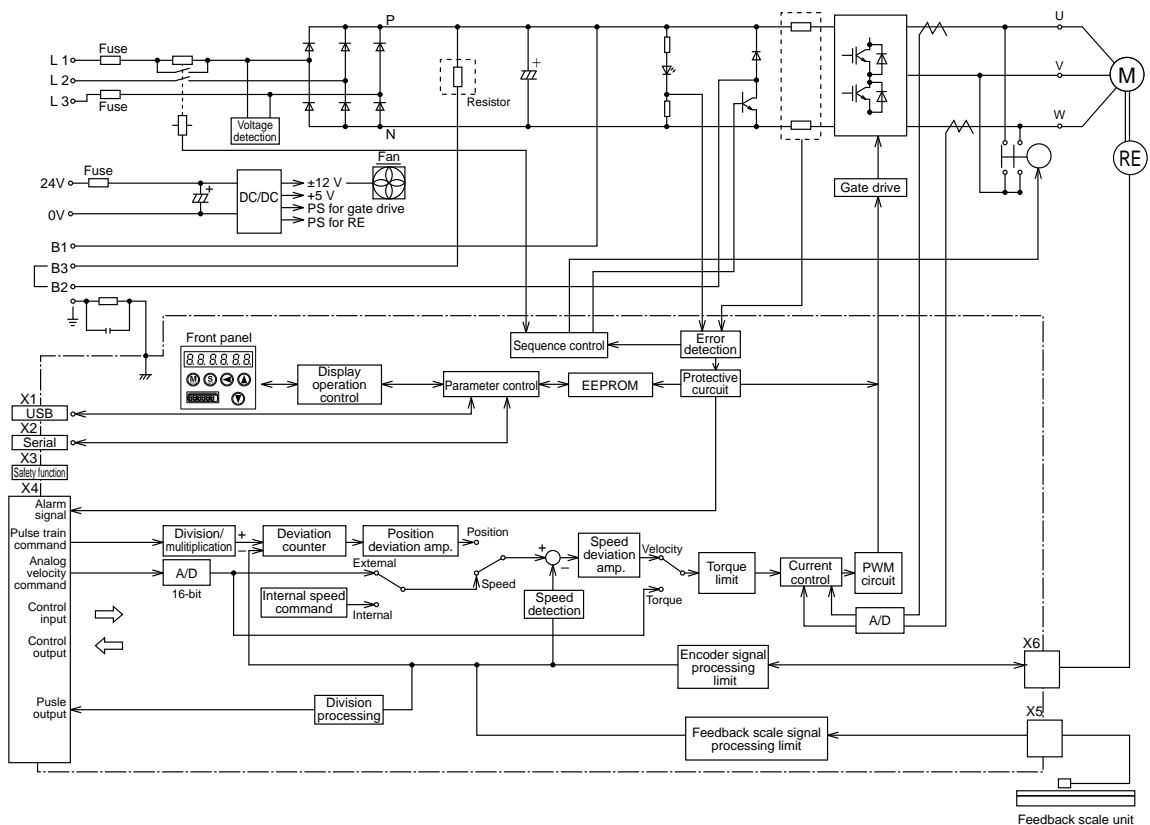 P
U
Fuse
L 1
L 2
V
M
L 3
Fuse
Resistor
Voltage
detection
N
W
Fan
RE
Fuse
24V
±12 V
+5 V
DC/DC
PS for gate drive
PS for RE
Gate drive
0V
B1
B3
B2
Front panel
8.8.8.8.8.8.
M
S
Sequence control
Error
detection
Display
operation
control
Parameter control
EEPROM
Protective
curcuit
X1
USB
X2
Serial
X3
Safety function
X4
Alarm
signal
Pulse train
command
Division/
multiplication
+
−
Deviation
counter
Position
deviation amp.
Position
Analog
velocity
command
A/D
16-bit
External
Internal speed
command
Internal
Speed
+
−
Speed
deviation
amp.
Speed
detection
Velocity
Torque
Torque
limit
Current
control
PWM
circuit
A/D
Control
input
Control
output
Encoder signal
processing
limit
X6
Pusle
output
Division
processing
Feedback scale signal
processing limit
X5
Feedback scale unit